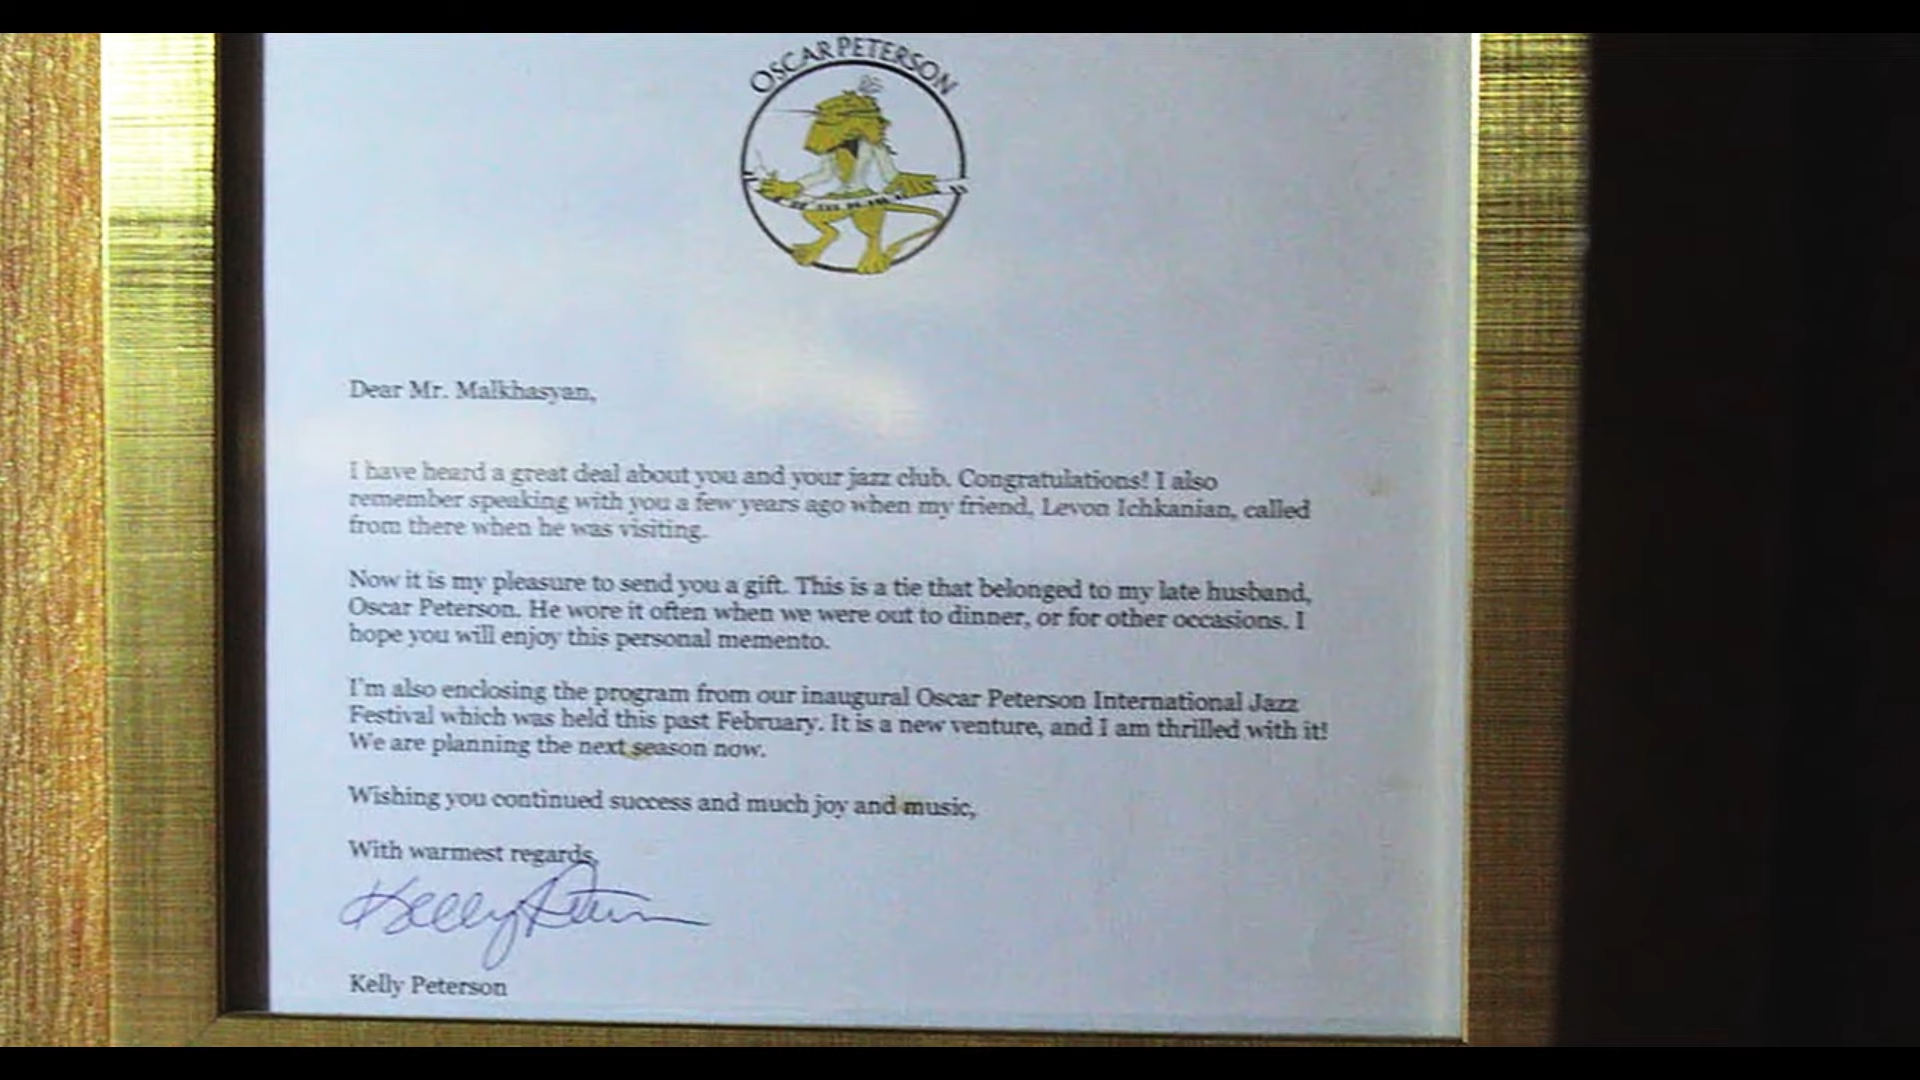 OSCAR PETERSON
Dear Mr. Malkhasyan,
I have heard a great deal about you and your jazz club. Congratulations! I also
remember speaking with you a few years ago when my friend, Levon Ichkanian, called
from there when he was visiting.
Now it is my pleasure to send you a gift. This is a tie that belonged to my late husband,
Oscar Peterson. He wore it often when we were out to dinner, or for other occasions. I
hope you will enjoy this personal memento.
I'm also enclosing the program from our inaugural Oscar Peterson International Jazz
Festival which was held this past February. It is a new venture, and I am thrilled with it!
We are planning the next season now.
Wishing you continued success and much joy and music,
With warmest regards,
Kelly Peterson
Kelly Peterson